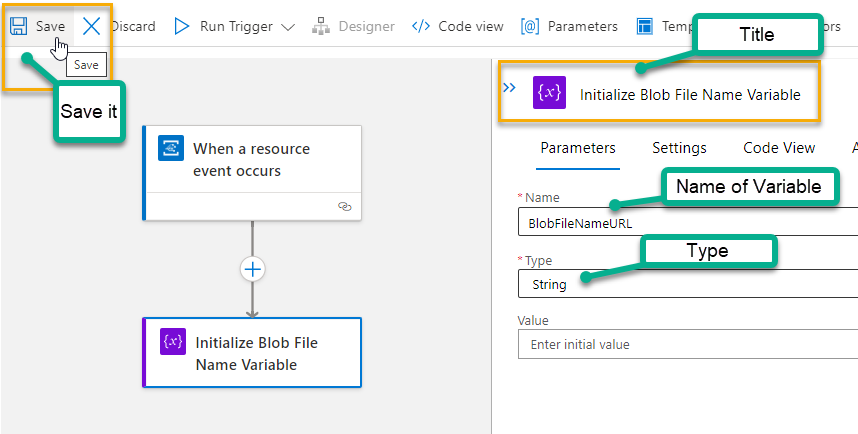 Save
Discard
Run Trigger
Designer
Code view
Parameters
Temp
ors
Title
Save
Save it
{x} Initialize Blob File Name Variable
When a resource
event occurs
Parameters
Settings
Code View
Name of Variable
* Name
BlobFileNameURL
Type
* Type
String
{x} Initialize Blob File
Name Variable
Value
Enter initial value